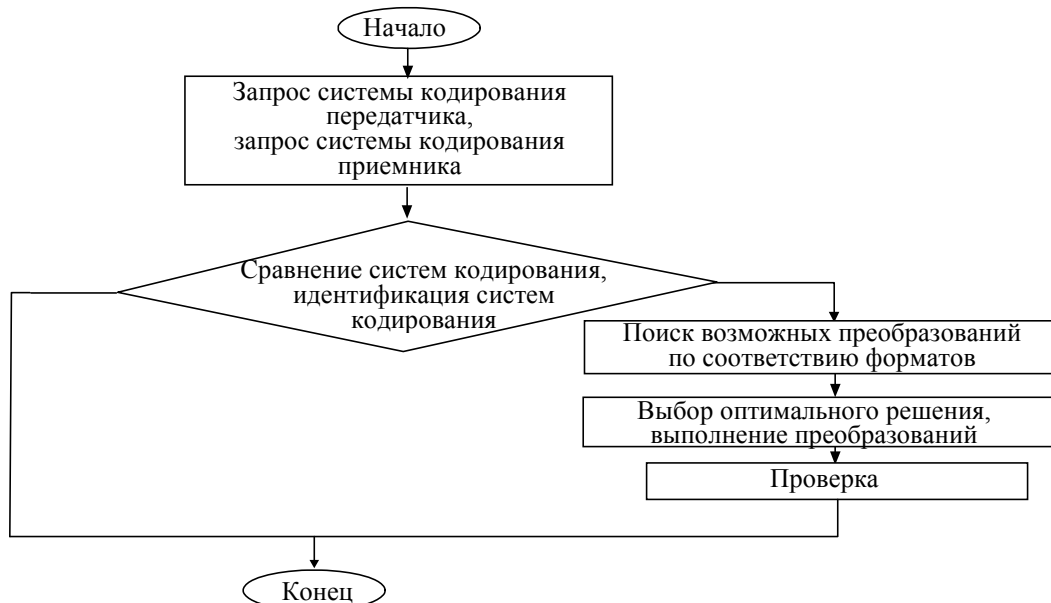 Начало
Запрос системы кодирования
передатчика,
запрос системы кодирования
приемника
Сравнение систем кодирования,
идентификация систем
кодирования
Поиск возможных преобразований
по соответствию форматов
Выбор оптимального решения,
выполнение преобразований
Проверка
Конец